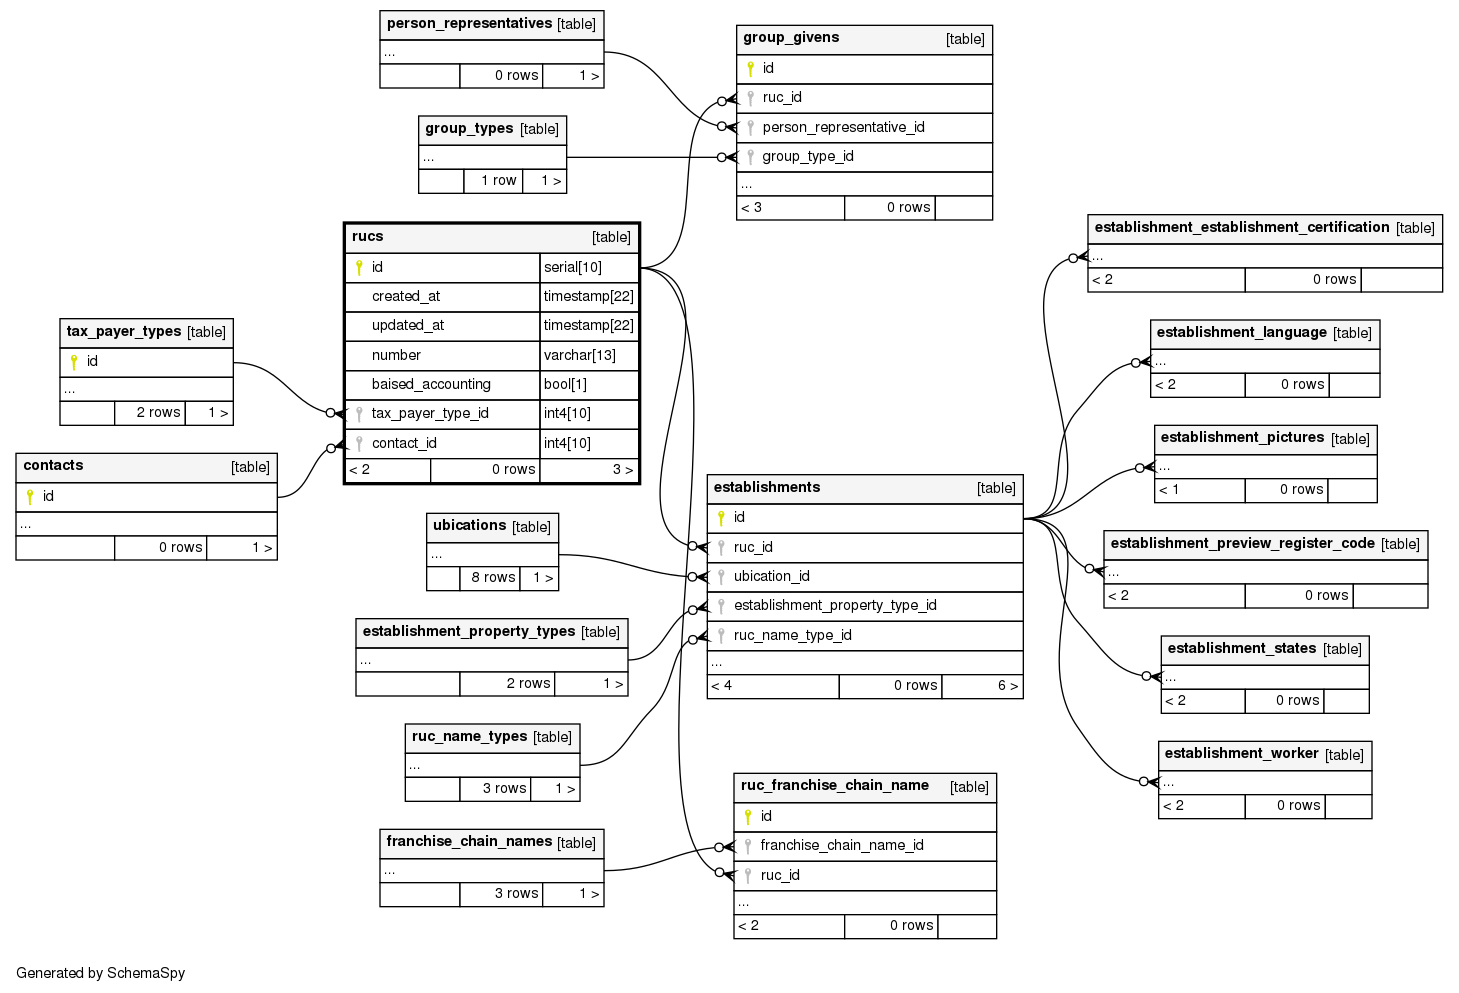 person_representatives [table]
...
0 rows 1 >
group_types [table]
...
1 row 1 >
group_givens [table]
id
ruc_id
person_representative_id
group_type_id
...
< 3 0 rows
rucs [table]
id serial[10]
created_at timestamp[22]
updated_at timestamp[22]
number varchar[13]
baised_accounting bool[1]
tax_payer_type_id int4[10]
contact_id int4[10]
< 2 0 rows 3 >
tax_payer_types [table]
id
...
2 rows 1 >
contacts [table]
id
...
0 rows 1 >
ubications [table]
...
8 rows 1 >
establishment_property_types [table]
...
2 rows 1 >
ruc_name_types [table]
...
3 rows 1 >
franchise_chain_names [table]
...
3 rows 1 >
establishments [table]
id
ruc_id
ubication_id
establishment_property_type_id
ruc_name_type_id
...
< 4 0 rows 6 >
ruc_franchise_chain_name [table]
id
franchise_chain_name_id
ruc_id
...
< 2 0 rows
establishment_establishment_certification [table]
...
< 2 0 rows
establishment_language [table]
...
< 2 0 rows
establishment_pictures [table]
...
< 1 0 rows
establishment_preview_register_code [table]
...
< 2 0 rows
establishment_states [table]
...
< 2 0 rows
establishment_worker [table]
...
< 2 0 rows
Generated by SchemaSpy